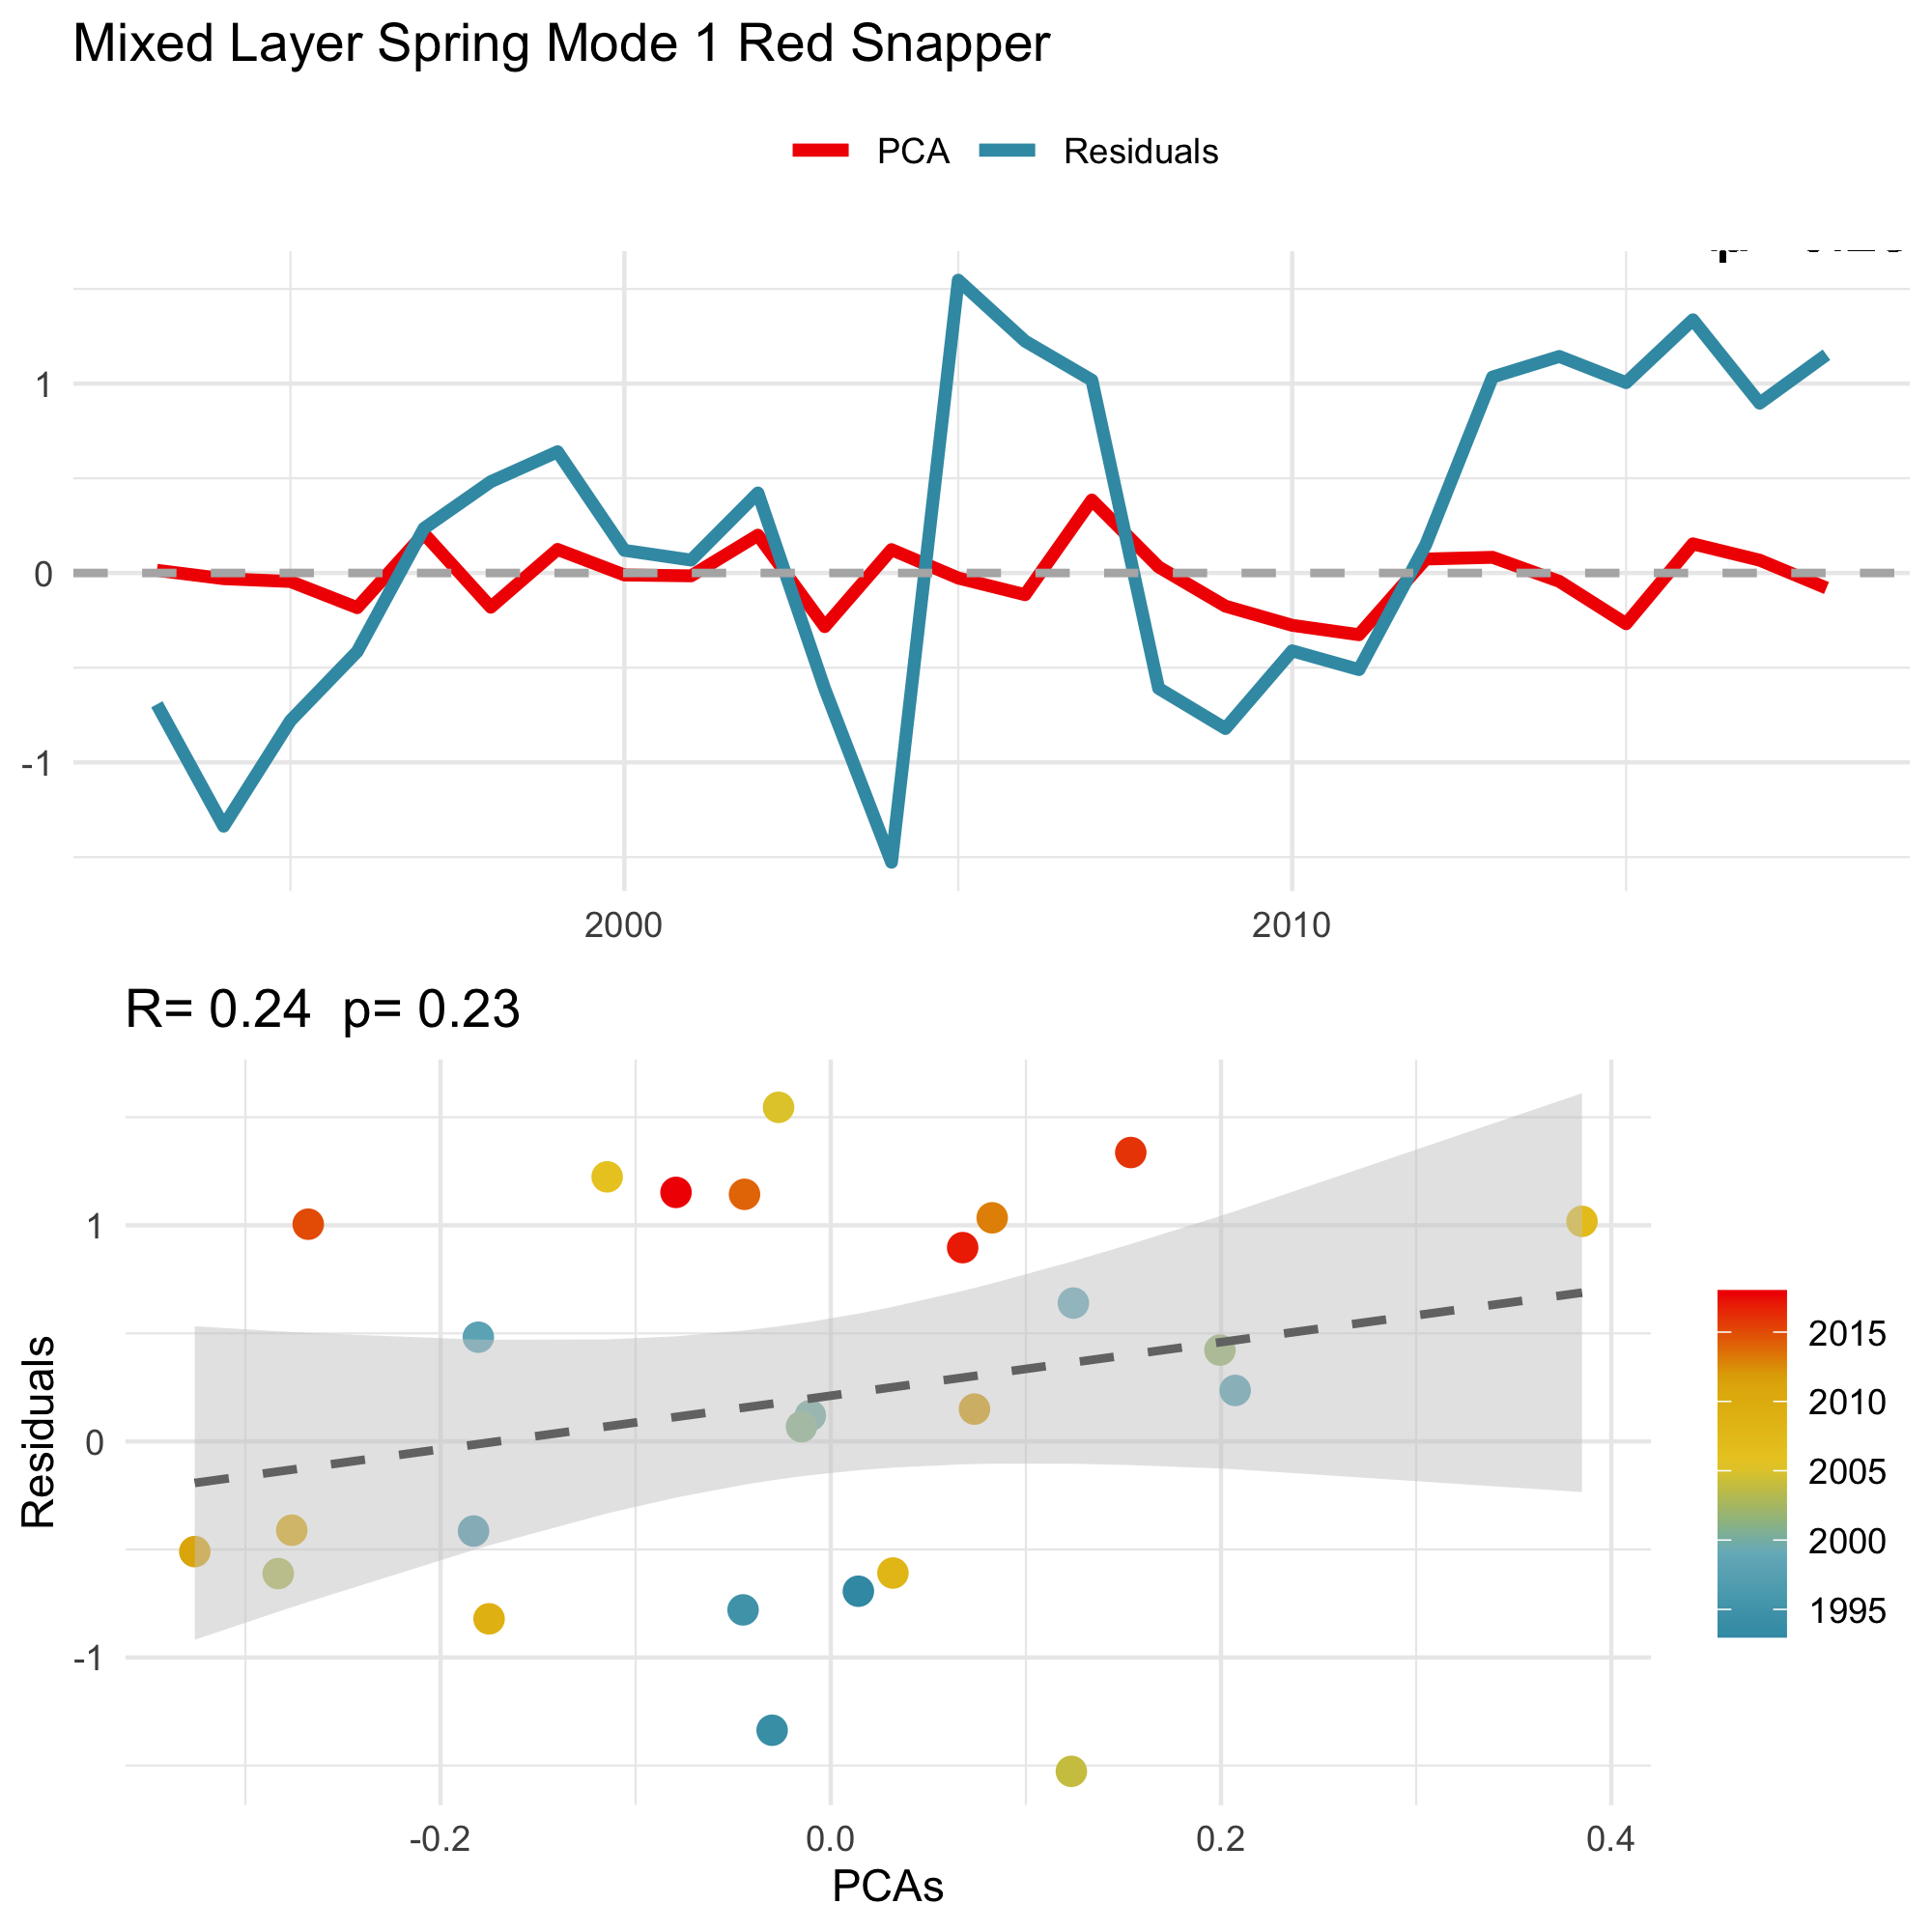 Mixed Layer Spring Mode 1 Red Snapper
PCA Residuals
1
0
-1
2000 2010
R= 0.24 p= 0.23
Residuals
1
0
-1
-0.2 0.0 0.2 0.4
PCAs
2015
2010
2005
2000
1995